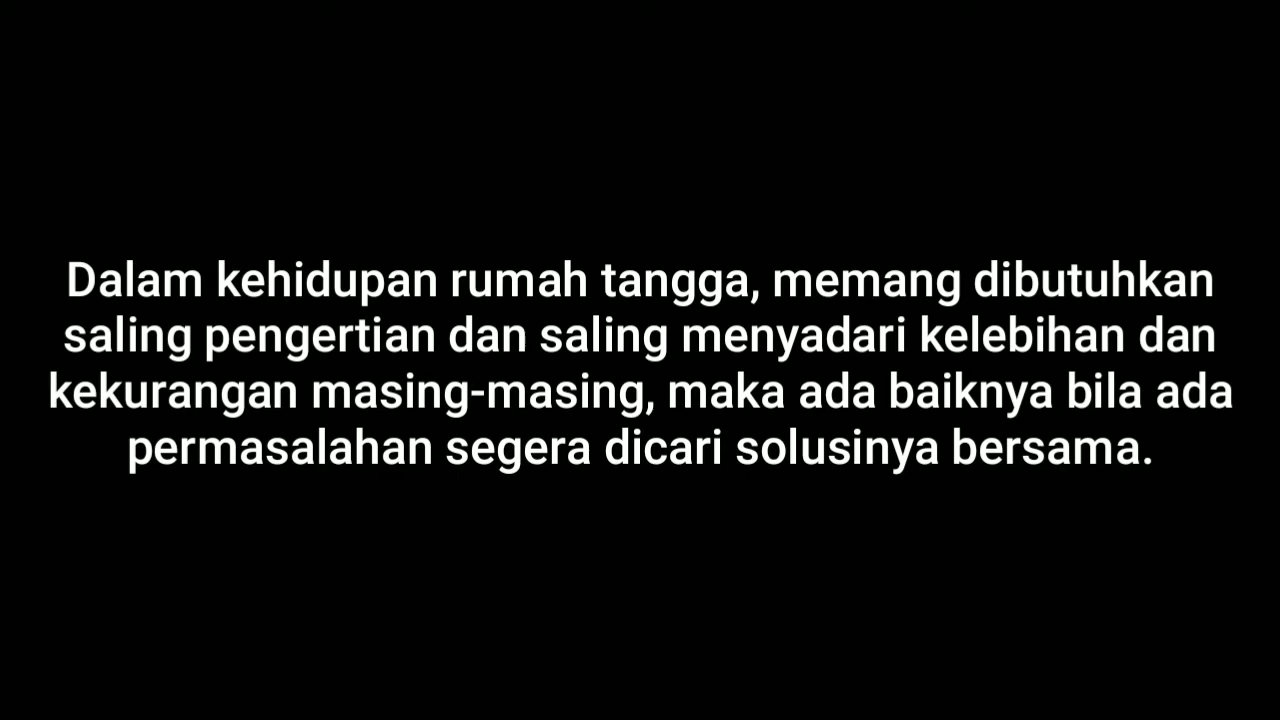 Dalam kehidupan rumah tangga, memang dibutuhkan
saling pengertian dan saling menyadari kelebihan dan
kekurangan masing-masing, maka ada baiknya bila ada
permasalahan segera dicari solusinya bersama.